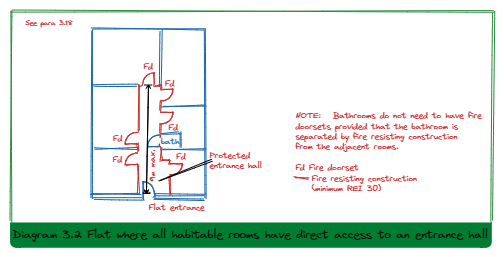 See para 3.18
Fd
Fd
Fd
Fd
bath
Fd
Fd
9m max.
Protected
entrance hall
Flat entrance
NOTE: Bathrooms do not need to have fire
doorsets provided that the bathroom is
separated by fire resisting construction
from the adjacent rooms.
Fd Fire doorset
Fire resisting construction
(minimum REI 30)
Diagram 3.2 Flat where all habitable rooms have direct access to an entrance hall